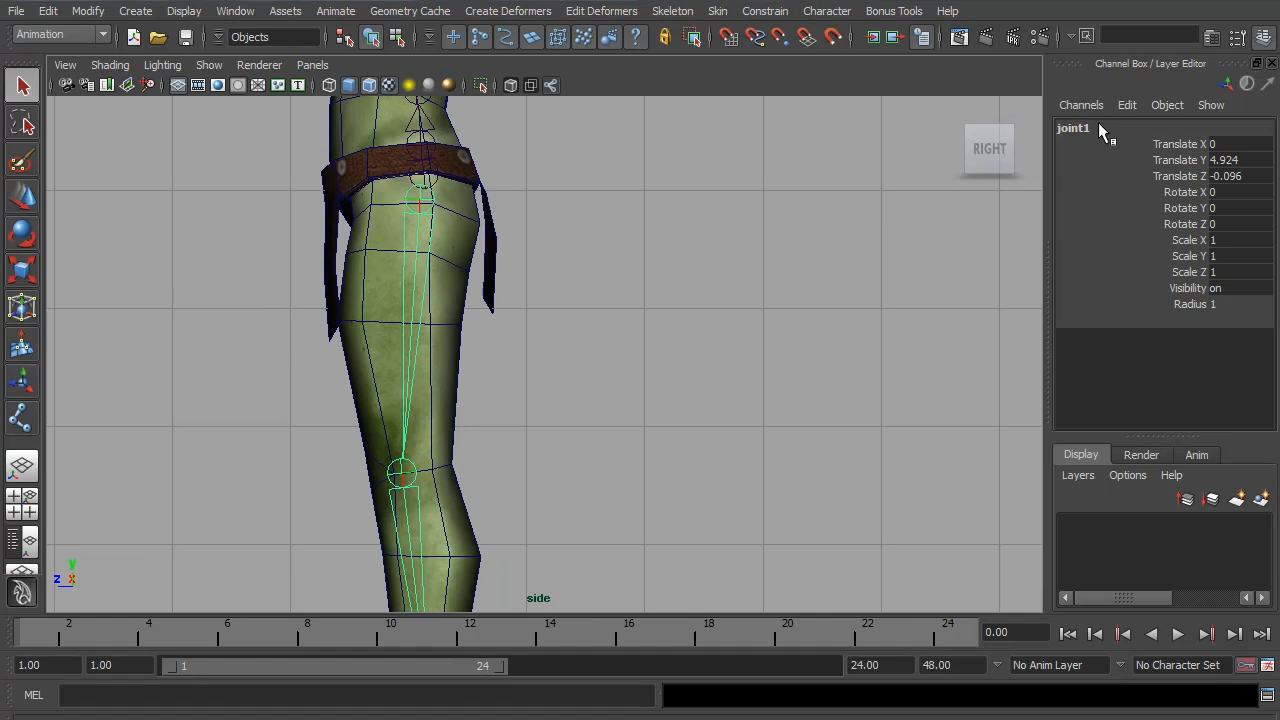 File Edit Modify Create Display Window Assets Animate Geometry Cache Create Deformers Edit Deformers Skeleton Skin Constrain Character Bonus Tools Help
Animation
Objects
View Shading Lighting Show Renderer Panels
Channel Box / Layer Editor
Channels Edit Object Show
joint1
Translate X 0
Translate Y 4.924
Translate Z -0.096
Rotate X 0
Rotate Y 0
Rotate Z 0
Scale X 1
Scale Y 1
Scale Z 1
Visibility on
Radius 1
RIGHT
Display Render Anim
Layers Options Help
y
z x
side
2 4 6 8 10 12 14 16 18 20 22 24
0.00
1.00 1.00 1 24 24.00 48.00 No Anim Layer No Character Set
MEL